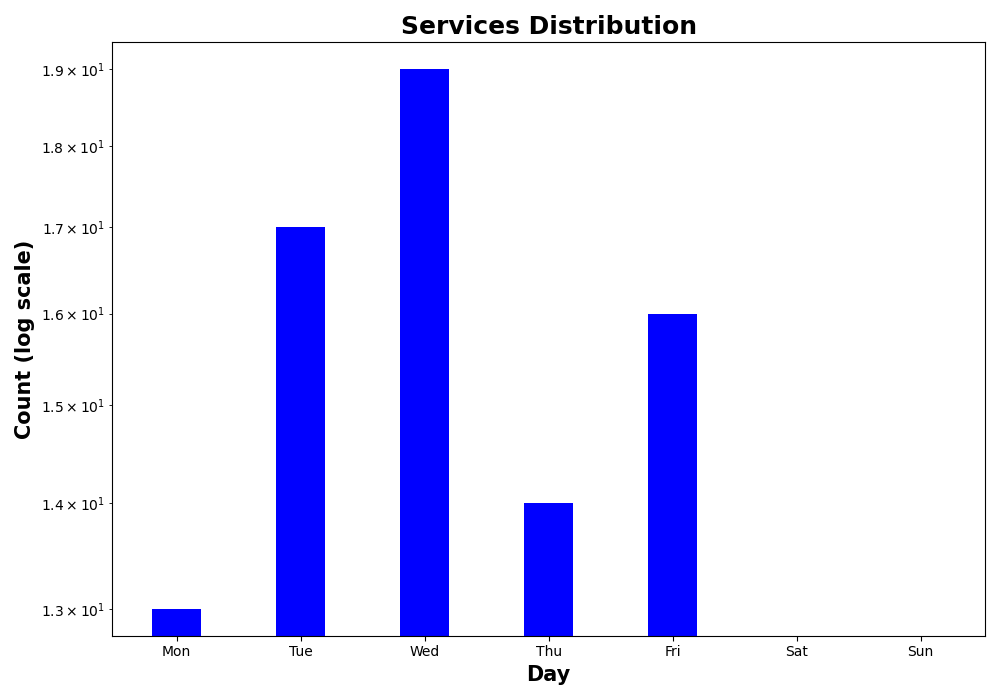 Services Distribution
Count (log scale)
1.9 × 10¹
1.8 × 10¹
1.7 × 10¹
1.6 × 10¹
1.5 × 10¹
1.4 × 10¹
1.3 × 10¹
Mon Tue Wed Thu Fri Sat Sun
Day